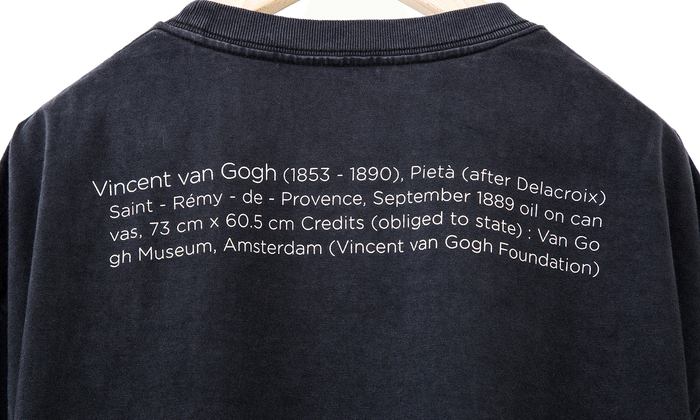 Vincent van Gogh (1853 - 1890), Pietà (after Delacroix)
Saint - Rémy - de - Provence, September 1889 oil on can
vas, 73 cm x 60.5 cm Credits (obliged to state) : Van Go
gh Museum, Amsterdam (Vincent van Gogh Foundation)